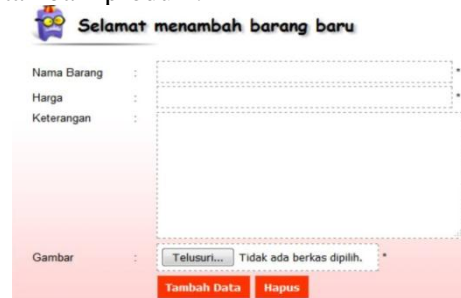 Selamat menambah barang baru
Nama Barang : *
Harga : *
Keterangan :
Gambar : Telusuri... Tidak ada berkas dipilih. *
Tambah Data Hapus